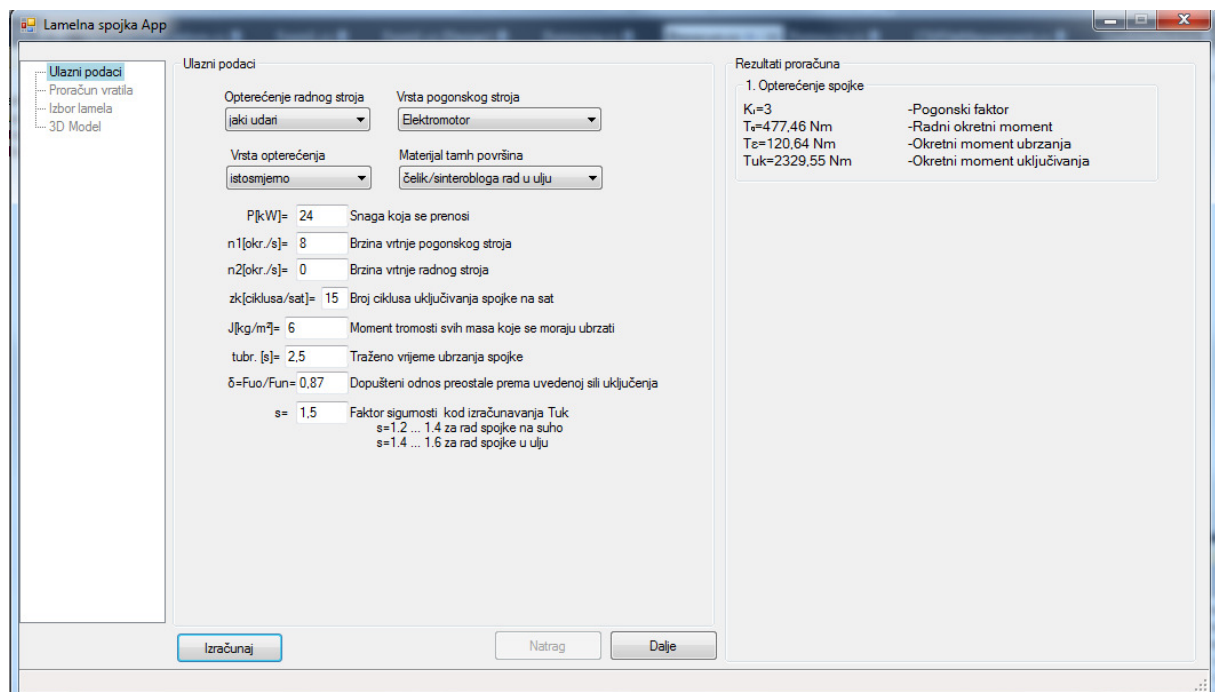 Lamelna spojka App
Ulazni podaci
Proračun vratila
Izbor lamela
3D Model
Ulazni podaci
Opterećenje radnog stroja Vrsta pogonskog stroja
jaki udari Elektromotor
Vrsta opterećenja Materijal tarnih površina
istosmjerno čelik/sinterobloga rad u ulju
P[kW]= 24 Snaga koja se prenosi
n1[okr./s]= 8 Brzina vrtnje pogonskog stroja
n2[okr./s]= 0 Brzina vrtnje radnog stroja
zk[ciklusa/sat]= 15 Broj ciklusa uključivanja spojke na sat
J[kg/m²]= 6 Moment tromosti svih masa koje se moraju ubrzati
tubr. [s]= 2,5 Traženo vrijeme ubrzanja spojke
δ=Fuo/Fun= 0,87 Dopušteni odnos preostale prema uvedenoj sili uključenja
s= 1,5 Faktor sigurnosti kod izračunavanja Tuk
s=1.2 ... 1.4 za rad spojke na suho
s=1.4 ... 1.6 za rad spojke u ulju
Izračunaj Natrag Dalje
Rezultati proračuna
1. Opterećenje spojke
Kᵢ=3 -Pogonski faktor
Tₑ=477,46 Nm -Radni okretni moment
Tε=120,64 Nm -Okretni moment ubrzanja
Tuk=2329,55 Nm -Okretni moment uključivanja